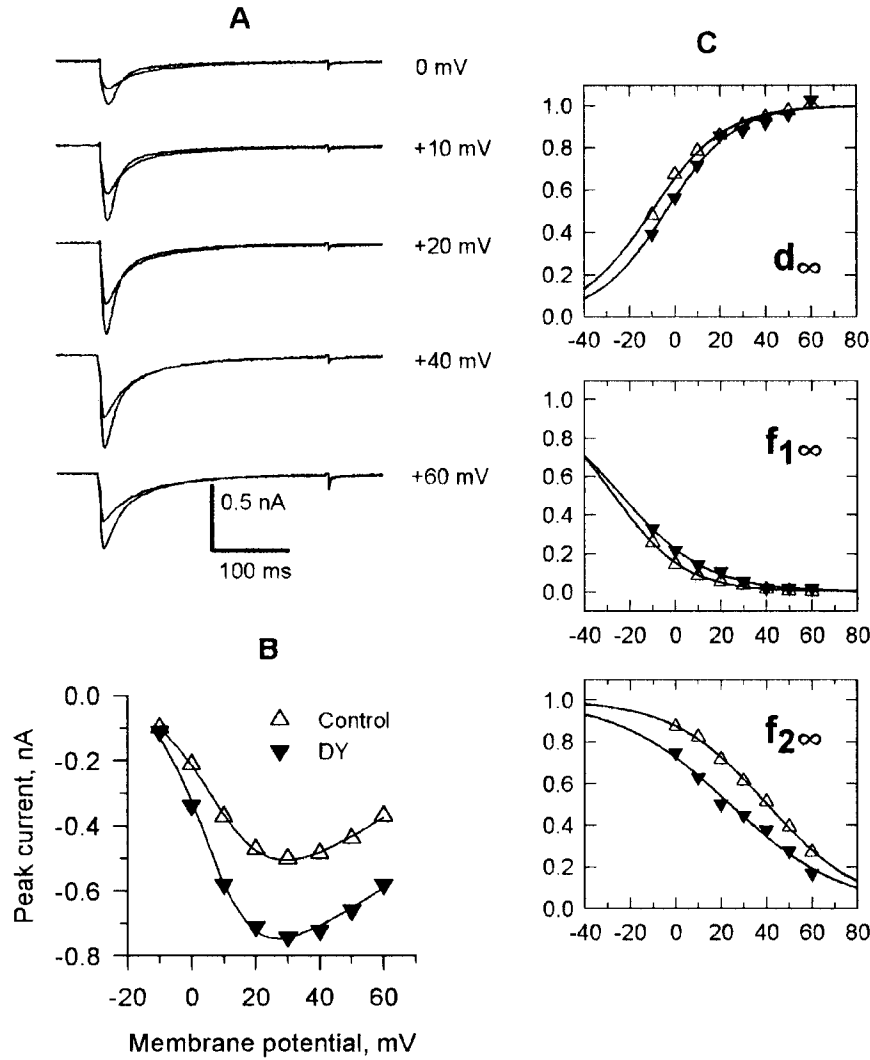 A
0 mV
+10 mV
+20 mV
+40 mV
+60 mV
0.5 nA
100 ms
B
0.0
-0.2
-0.4
-0.6
-0.8
Peak current, nA
Control
DY
-20 0 20 40 60
Membrane potential, mV
C
1.0
0.8
0.6
0.4
0.2
0.0
d∞
-40 -20 0 20 40 60 80
1.0
0.8
0.6
0.4
0.2
0.0
f1∞
-40 -20 0 20 40 60 80
1.0
0.8
0.6
0.4
0.2
0.0
f2∞
-40 -20 0 20 40 60 80